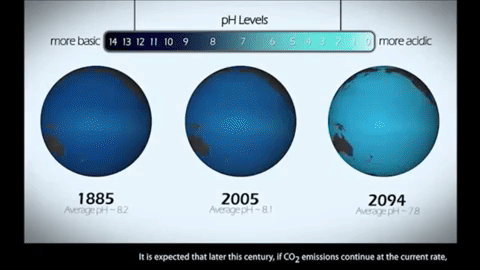 pH Levels
more basic 14 13 12 11 10 9 8 7 6 5 4 3 2 1 0 more acidic
1885 2005 2094
Average pH – 8.2 Average pH – 8.1 Average pH – 7.8
It is expected that later this century, if CO₂ emissions continue at the current rate,